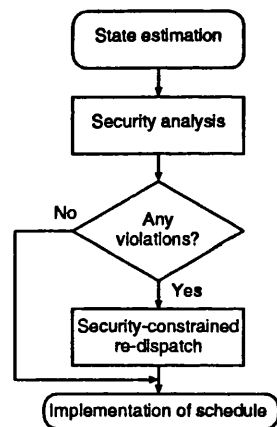 State estimation
Security analysis
No
Any
violations?
Yes
Security-constrained
re-dispatch
Implementation of schedule